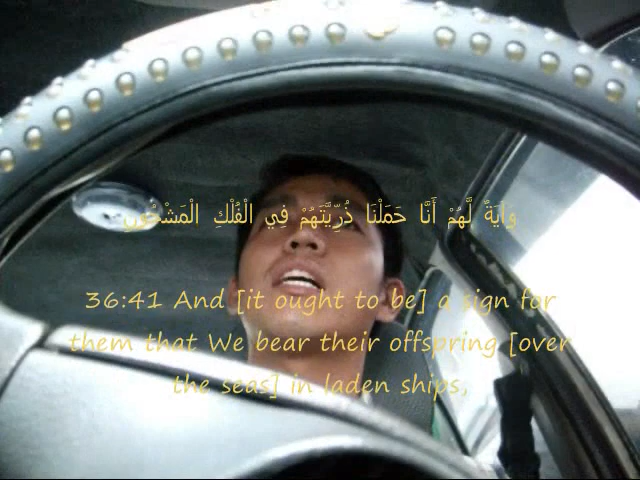 وَآيَةٌ لَّهُمْ أَنَّا حَمَلْنَا ذُرِّيَّتَهُمْ فِي الْفُلْكِ الْمَشْحُونِ
36:41 And [it ought to be] a sign for
them that We bear their offspring [over
the seas] in laden ships,